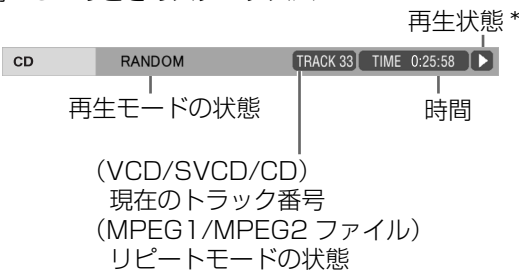 再生状態*
CD RANDOM TRACK 33 TIME 0:25:58
再生モードの状態 時間
(VCD/SVCD/CD)
現在のトラック番号
(MPEG1/MPEG2 ファイル)
リピートモードの状態